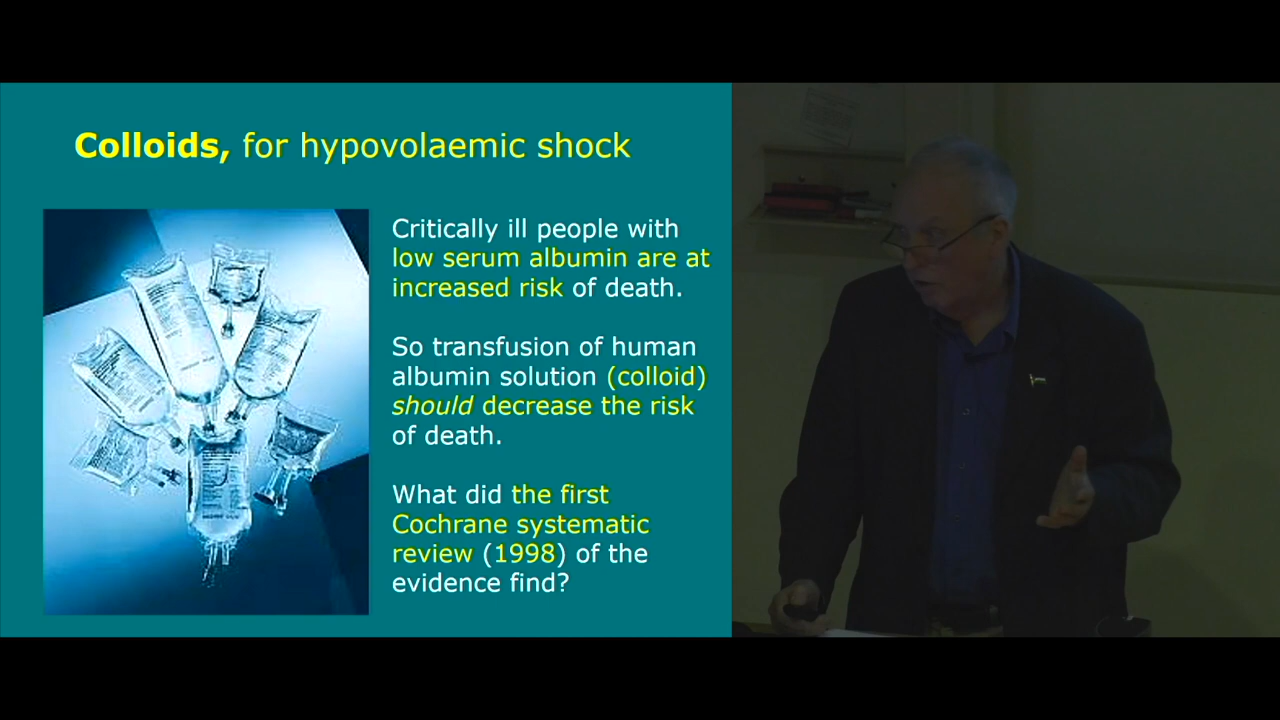 Colloids, for hypovolaemic shock
Critically ill people with
low serum albumin are at
increased risk of death.
So transfusion of human
albumin solution (colloid)
should decrease the risk
of death.
What did the first
Cochrane systematic
review (1998) of the
evidence find?